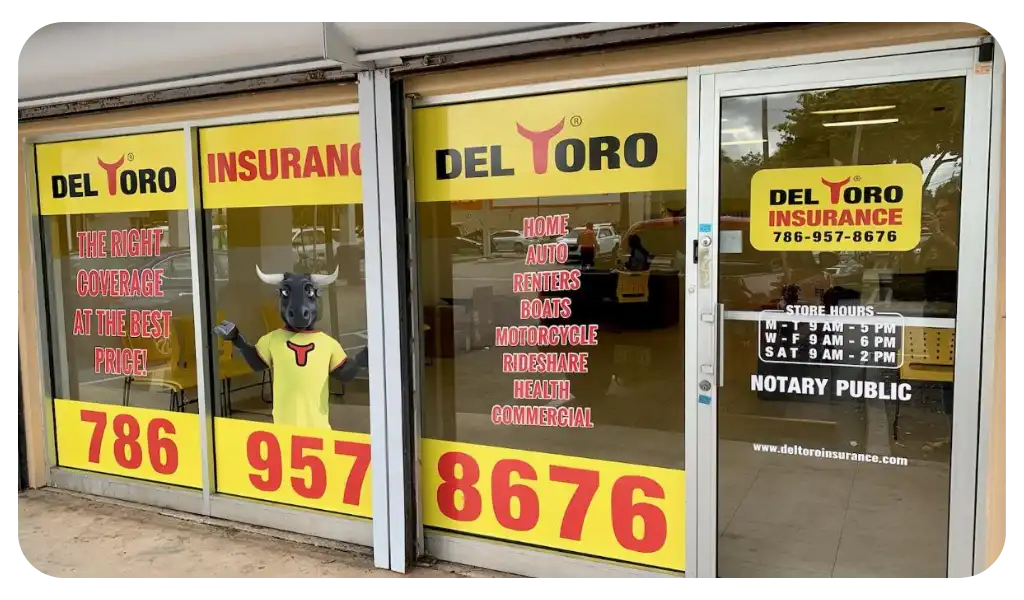 DEL TORO
®
THE RIGHT
COVERAGE
AT THE BEST
PRICE!
786
INSURANC
957
DEL TORO
®
HOME
AUTO
RENTERS
BOATS
MOTORCYCLE
RIDESHARE
HEALTH
COMMERCIAL
8676
DEL TORO
®
INSURANCE
786-957-8676
STORE HOURS
M - T 9 AM - 5 PM
W - F 9 AM - 6 PM
SAT 9 AM - 2 PM
NOTARY PUBLIC
www.deltoroinsurance.com